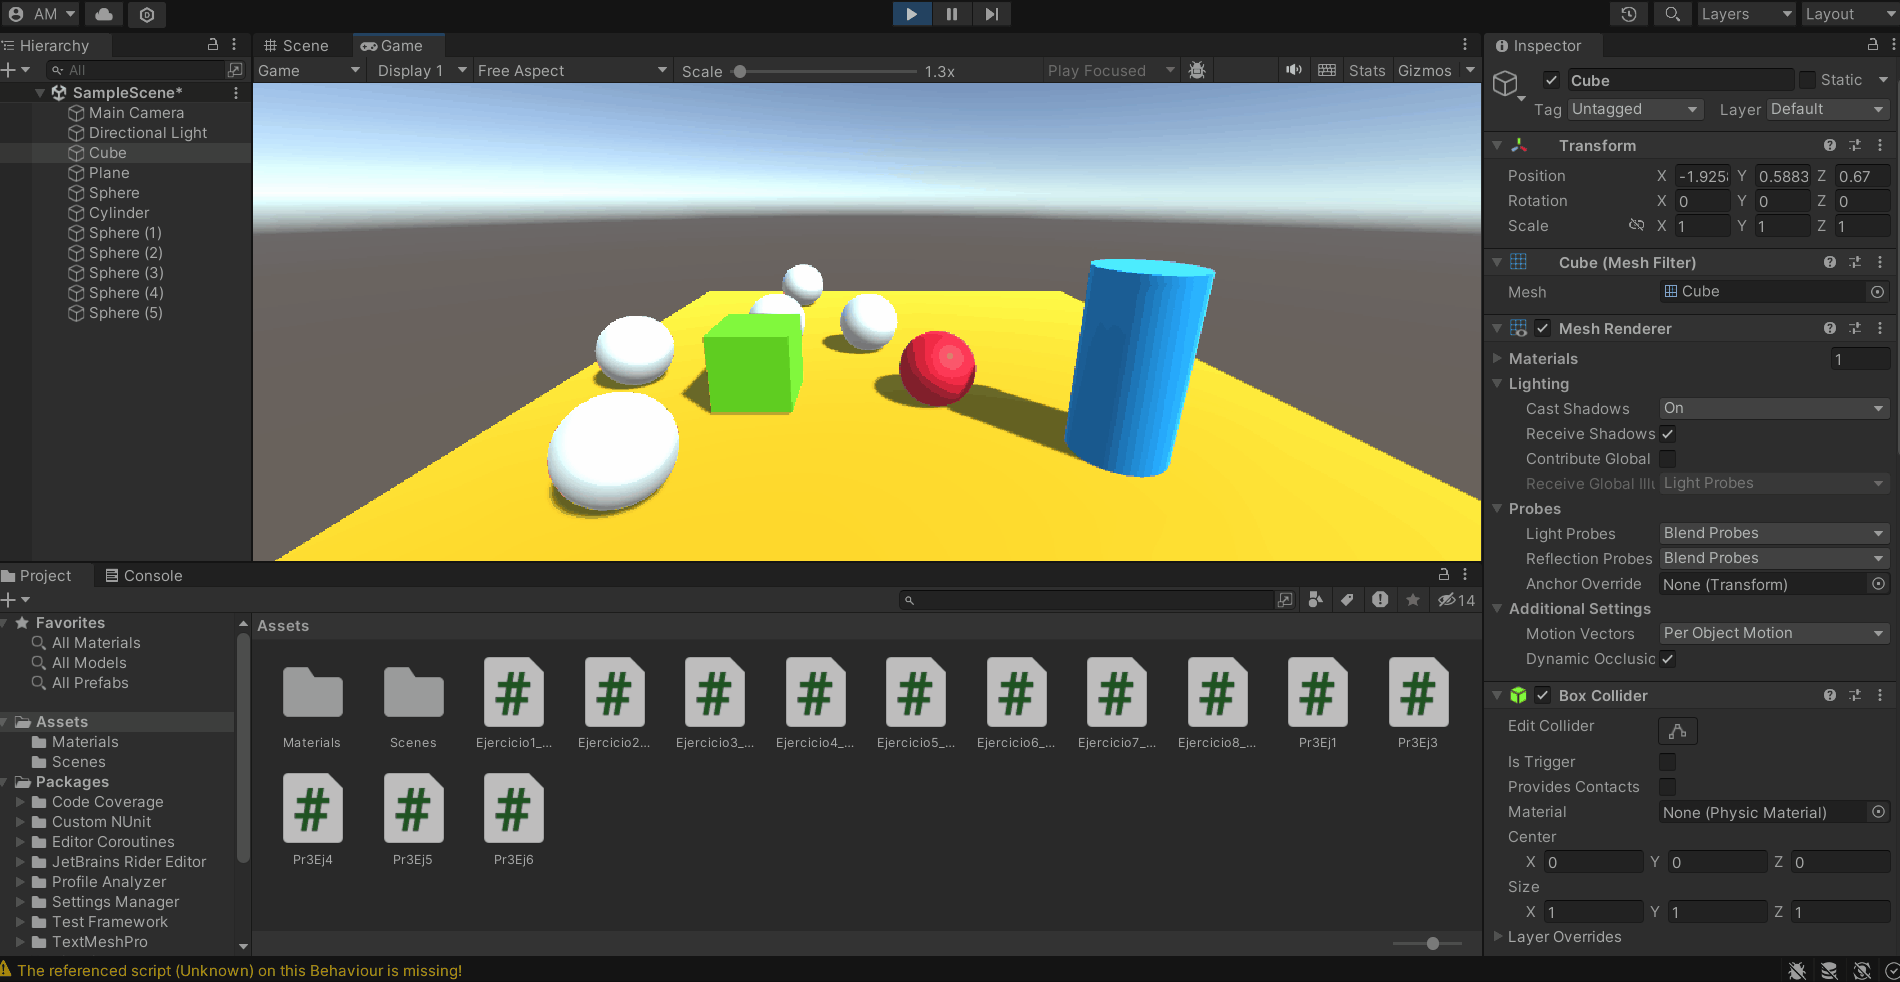 AM
Layers
Layout
Hierarchy
All
SampleScene*
Main Camera
Directional Light
Cube
Plane
Sphere
Cylinder
Sphere (1)
Sphere (2)
Sphere (3)
Sphere (4)
Sphere (5)
Scene
Game
Game
Display 1
Free Aspect
Scale
1.3x
Play Focused
Stats
Gizmos
Inspector
Cube
Static
Tag
Untagged
Layer
Default
Transform
Position
X
-1.925
Y
0.5883
Z
0.67
Rotation
X
0
Y
0
Z
0
Scale
X
1
Y
1
Z
1
Cube (Mesh Filter)
Mesh
Cube
Mesh Renderer
Materials
1
Lighting
Cast Shadows
On
Receive Shadows
Contribute Global
Receive Global Illu
Light Probes
Probes
Light Probes
Blend Probes
Reflection Probes
Blend Probes
Anchor Override
None (Transform)
Additional Settings
Motion Vectors
Per Object Motion
Dynamic Occlusic
Box Collider
Edit Collider
Is Trigger
Provides Contacts
Material
None (Physic Material)
Center
X
0
Y
0
Z
0
Size
X
1
Y
1
Z
1
Layer Overrides
Project
Console
14
Favorites
All Materials
All Models
All Prefabs
Assets
Materials
Scenes
Packages
Code Coverage
Custom NUnit
Editor Coroutines
JetBrains Rider Editor
Profile Analyzer
Settings Manager
Test Framework
TextMeshPro
Assets
Materials
Scenes
Ejercicio1_...
Ejercicio2...
Ejercicio3_...
Ejercicio4_...
Ejercicio5_...
Ejercicio6_...
Ejercicio7_...
Ejercicio8_...
Pr3Ej1
Pr3Ej3
Pr3Ej4
Pr3Ej5
Pr3Ej6
The referenced script (Unknown) on this Behaviour is missing!